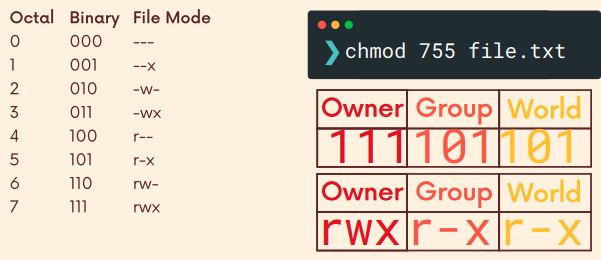 Octal Binary File Mode
0 000 ---
1 001 --x
2 010 -w-
3 011 -wx
4 100 r--
5 101 r-x
6 110 rw-
7 111 rwx
❯chmod 755 file.txt
Owner Group World
111 101 101
Owner Group World
rwx r-x r-x